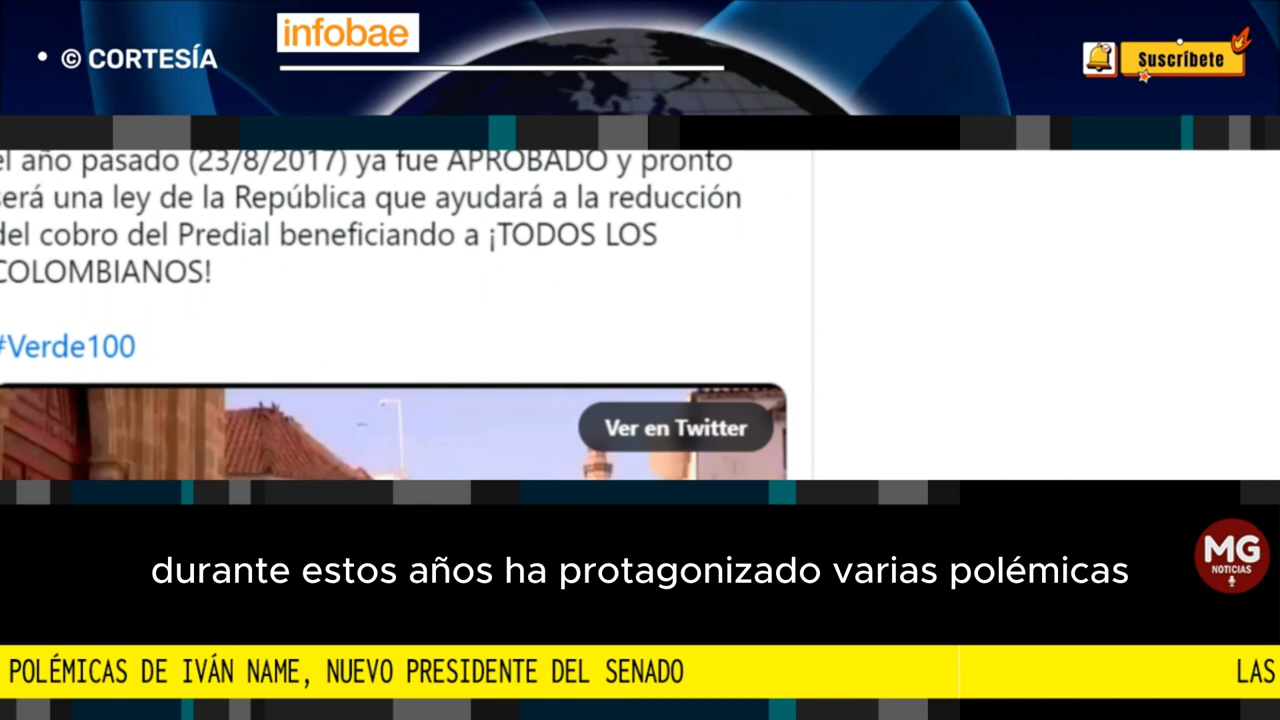 • © CORTESÍA
infobae
Suscríbete
el año pasado (23/8/2017) ya fue APROBADO y pronto
será una ley de la República que ayudará a la reducción
del cobro del Predial beneficiando a ¡TODOS LOS
COLOMBIANOS!
#Verde100
Ver en Twitter
durante estos años ha protagonizado varias polémicas
MG
NOTICIAS
POLÉMICAS DE IVÁN NAME, NUEVO PRESIDENTE DEL SENADO
LAS